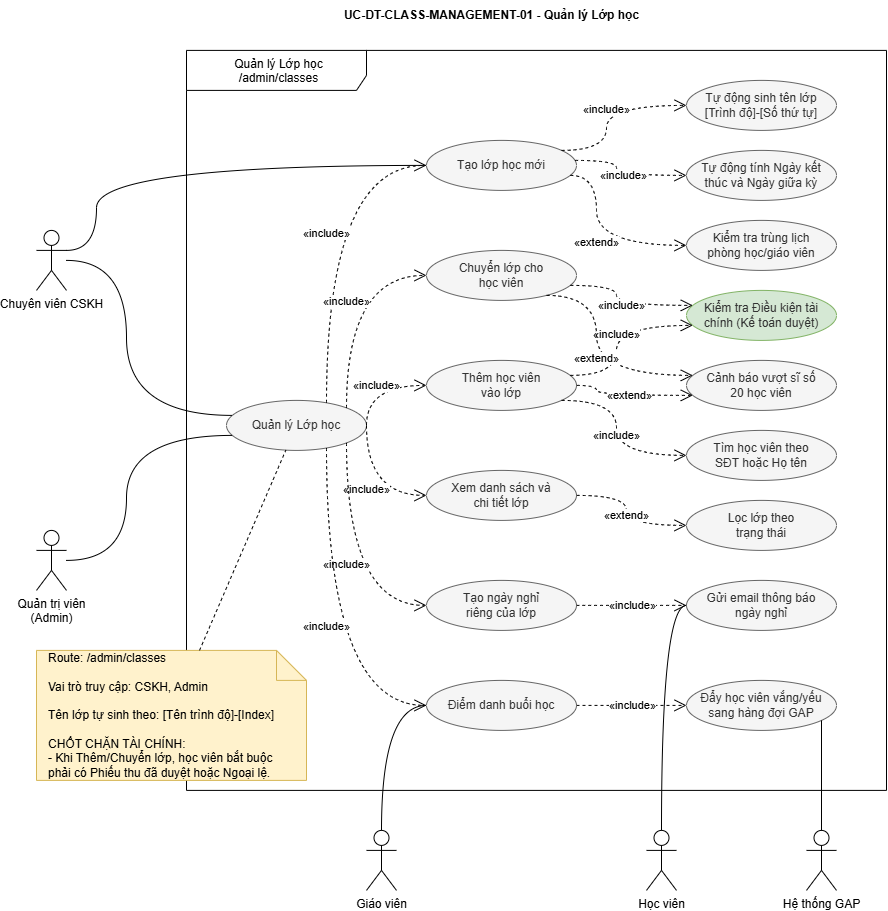 UC-DT-CLASS-MANAGEMENT-01 - Quản lý Lớp học
Quản lý Lớp học
/admin/classes
Tự động sinh tên lớp
[Trình độ]-[Số thứ tự]
«include»
Tạo lớp học mới
Tự động tính Ngày kết
thúc và Ngày giữa kỳ
«include»
«include»
«extend»
Kiểm tra trùng lịch
phòng học/giáo viên
Chuyên viên CSKH
Chuyển lớp cho
học viên
«include»
«include»
Kiểm tra Điều kiện tài
chính (Kế toán duyệt)
«include»
«extend»
Thêm học viên
vào lớp
«include»
«extend»
Cảnh báo vượt sĩ số
20 học viên
Quản lý Lớp học
«include»
Tìm học viên theo
SĐT hoặc Họ tên
«include»
Xem danh sách và
chi tiết lớp
«extend»
Lọc lớp theo
trạng thái
«include»
Quản trị viên
(Admin)
Tạo ngày nghỉ
riêng của lớp
«include»
Gửi email thông báo
ngày nghỉ
«include»
Route: /admin/classes
Vai trò truy cập: CSKH, Admin
Tên lớp tự sinh theo: [Tên trình độ]-[Index]
CHỐT CHẶN TÀI CHÍNH:
- Khi Thêm/Chuyển lớp, học viên bắt buộc
phải có Phiếu thu đã duyệt hoặc Ngoại lệ.
Điểm danh buổi học
«include»
Đẩy học viên vắng/yếu
sang hàng đợi GAP
Giáo viên
Học viên
Hệ thống GAP